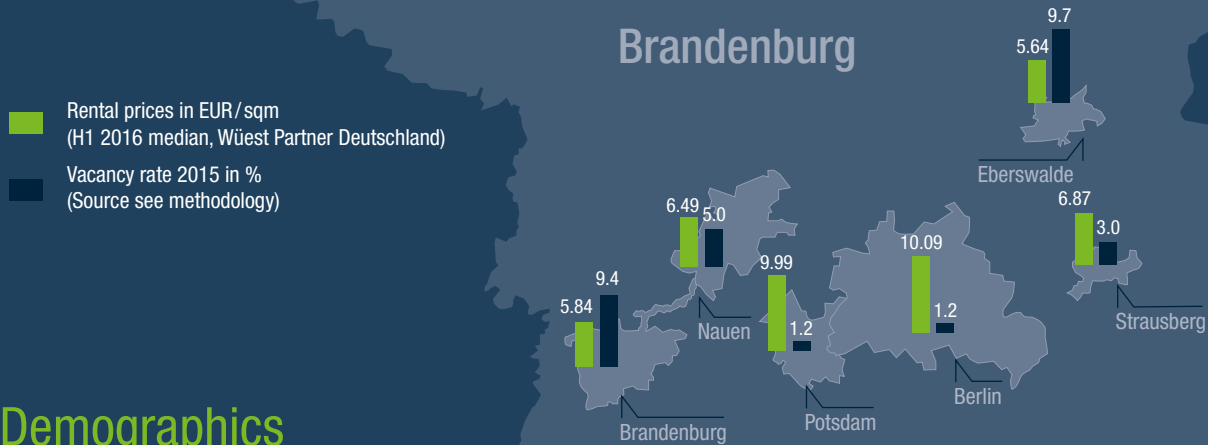 Brandenburg
Rental prices in EUR/sqm
(H1 2016 median, Wüest Partner Deutschland)
Vacancy rate 2015 in %
(Source see methodology)
5.64
9.7
Eberswalde
6.49
5.0
Nauen
6.87
3.0
Strausberg
5.84
9.4
Brandenburg
9.99
1.2
Potsdam
10.09
1.2
Berlin
Demographics